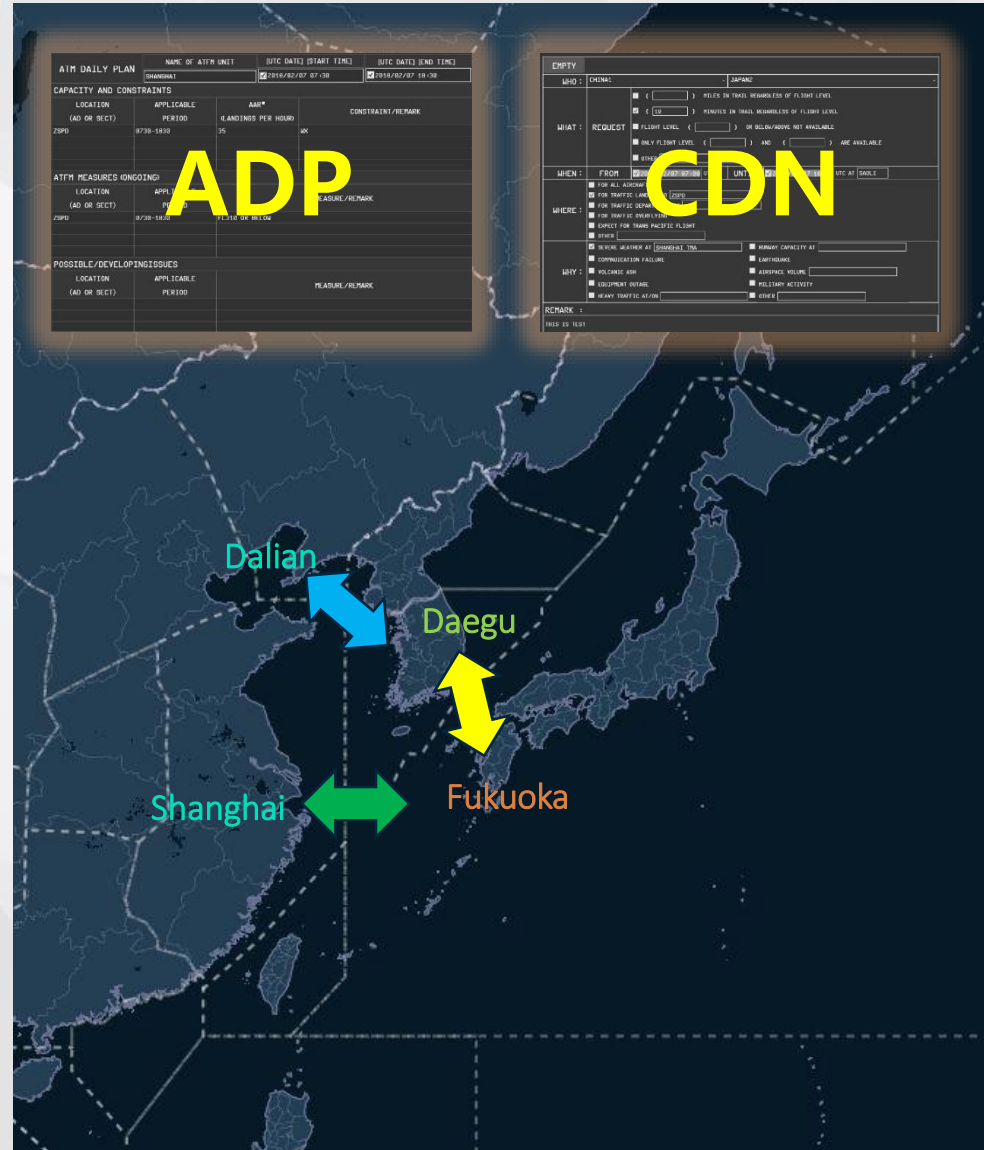 ATM DAILY PLAN
NAME OF ATFM UNIT
[UTC DATE] [START TIME]
[UTC DATE] [END TIME]
SHANGHAI
2018/02/07 07:30
2018/02/07 10:30
CAPACITY AND CONSTRAINTS
LOCATION
(AD OR SECT)
APPLICABLE
PERIOD
AAR*
(LANDINGS PER HOUR)
CONSTRAINT/REMARK
ZSPD
0730-1030
35
WX
ADP
ATFM MEASURES (ONGOING)
LOCATION
(AD OR SECT)
MEASURE/REMARK
ZSPD
0730-1030
FL310 OR BELOW
POSSIBLE/DEVELOPINGISSUES
LOCATION
(AD OR SECT)
APPLICABLE
PERIOD
MEASURE/REMARK
EMPTY
WHO :
CHINA1
JAPAN2
WHAT :
REQUEST
( ) MILES IN TRAIL REGARDLESS OF FLIGHT LEVEL
( 10 ) MINUTES IN TRAIL REGARDLESS OF FLIGHT LEVEL
FLIGHT LEVEL ( ) OR BELOW/ABOVE NOT AVAILABLE
ONLY FLIGHT LEVEL ( ) AND ( ) ARE AVAILABLE
OTHER
CDN
WHEN :
FROM
UTC AT SADLI
WHERE :
FOR ALL AIRCRAFT
ZSPD
FOR TRAFFIC OVERFLYING
EXPECT FOR TRANS PACIFIC FLIGHT
OTHER
WHY :
SEVERE WEATHER AT SHANGHAI TMA
RUNWAY CAPACITY AT
COMMUNICATION FAILURE
EARTHQUAKE
VOLCANIC ASH
AIRSPACE VOLUME
EQUIPMENT OUTAGE
MILITARY ACTIVITY
HEAVY TRAFFIC AT/ON
OTHER
REMARK :
THIS IS TEST
Dalian
Daegu
Shanghai
Fukuoka